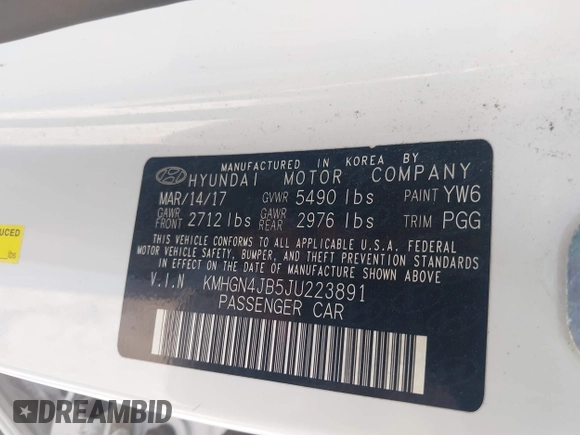 MANUFACTURED IN KOREA BY
HYUNDAI MOTOR COMPANY
MAR/14/17 GVWR 5490 lbs PAINT YW6
GAWR FRONT 2712 lbs GAWR REAR 2976 lbs TRIM PGG
THIS VEHICLE CONFORMS TO ALL APPLICABLE U.S.A. FEDERAL
MOTOR VEHICLE SAFETY, BUMPER, AND THEFT PREVENTION STANDARDS
IN EFFECT ON THE DATE OF MANUFACTURE SHOWN ABOVE.
V.I.N KMHGN4JB5JU223891
PASSENGER CAR
UCED
lbs
DREAMBID